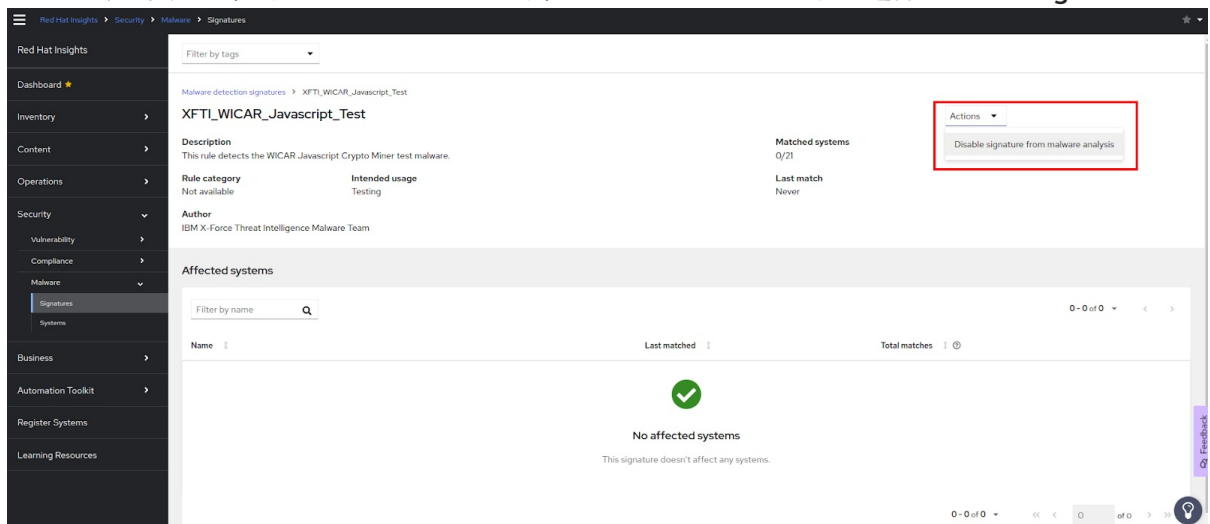 Red Hat Insights > Security > Malware > Signatures
Red Hat Insights
Filter by tags
Dashboard
Inventory
Content
Operations
Security
Vulnerability
Compliance
Malware
Signatures
Systems
Business
Automation Toolkit
Register Systems
Learning Resources
Malware detection signatures > XFTI_WICAR_Javascript_Test
XFTI_WICAR_Javascript_Test
Actions
Disable signature from malware analysis
Description
This rule detects the WICAR Javascript Crypto Miner test malware.
Matched systems
0/21
Rule category
Not available
Intended usage
Testing
Last match
Never
Author
IBM X-Force Threat Intelligence Malware Team
Affected systems
Filter by name
0 - 0 of 0
Name
Last matched
Total matches
No affected systems
This signature doesn't affect any systems.
Feedback
0 - 0 of 0
0 of 0